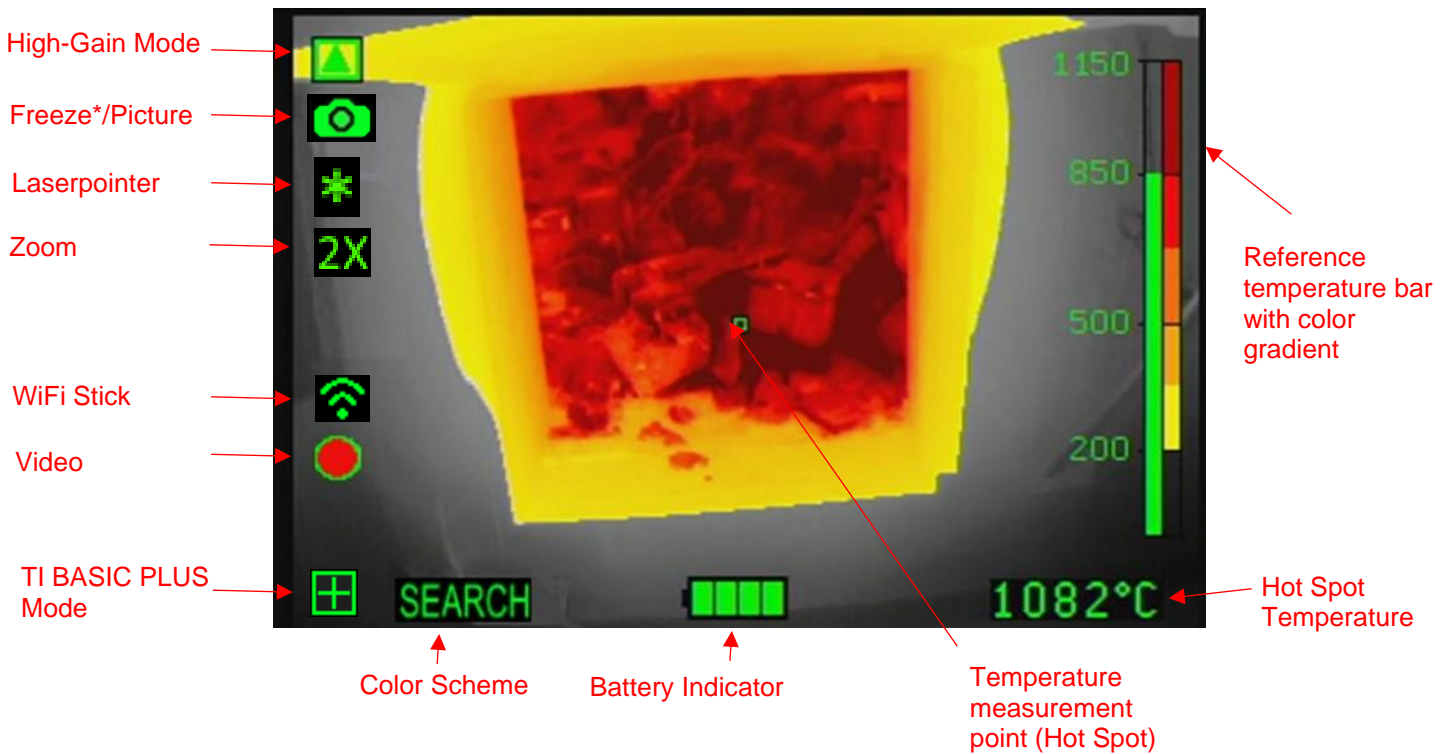 High-Gain Mode
Freeze*/Picture
Laserpointer
Zoom
2X
WiFi Stick
Video
TI BASIC PLUS
Mode
SEARCH
1150
850
500
200
1082°C
Reference
temperature bar
with color
gradient
Hot Spot
Temperature
Color Scheme
Battery Indicator
Temperature
measurement
point (Hot Spot)